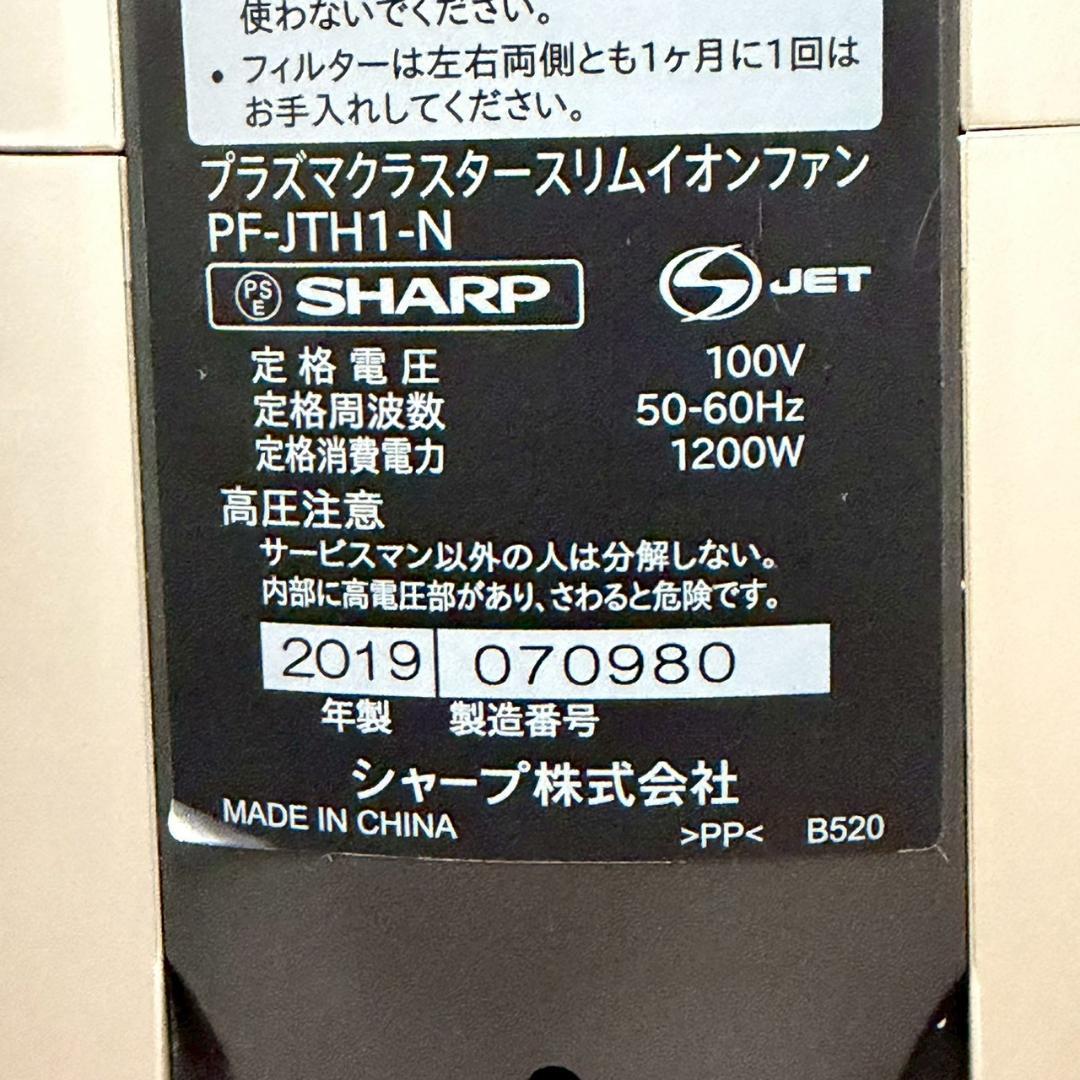 使わないでください。
• フィルターは左右両側とも1ヶ月に1回は
お手入れしてください。
プラズマクラスタースリムイオンファン
PF-JTH1-N
PSE SHARP
S JET
定格電圧 100V
定格周波数 50-60Hz
定格消費電力 1200W
高圧注意
サービスマン以外の人は分解しない。
内部に高電圧部があり、さわると危険です。
2019 070980
年製 製造番号
シャープ株式会社
MADE IN CHINA >PP< B520